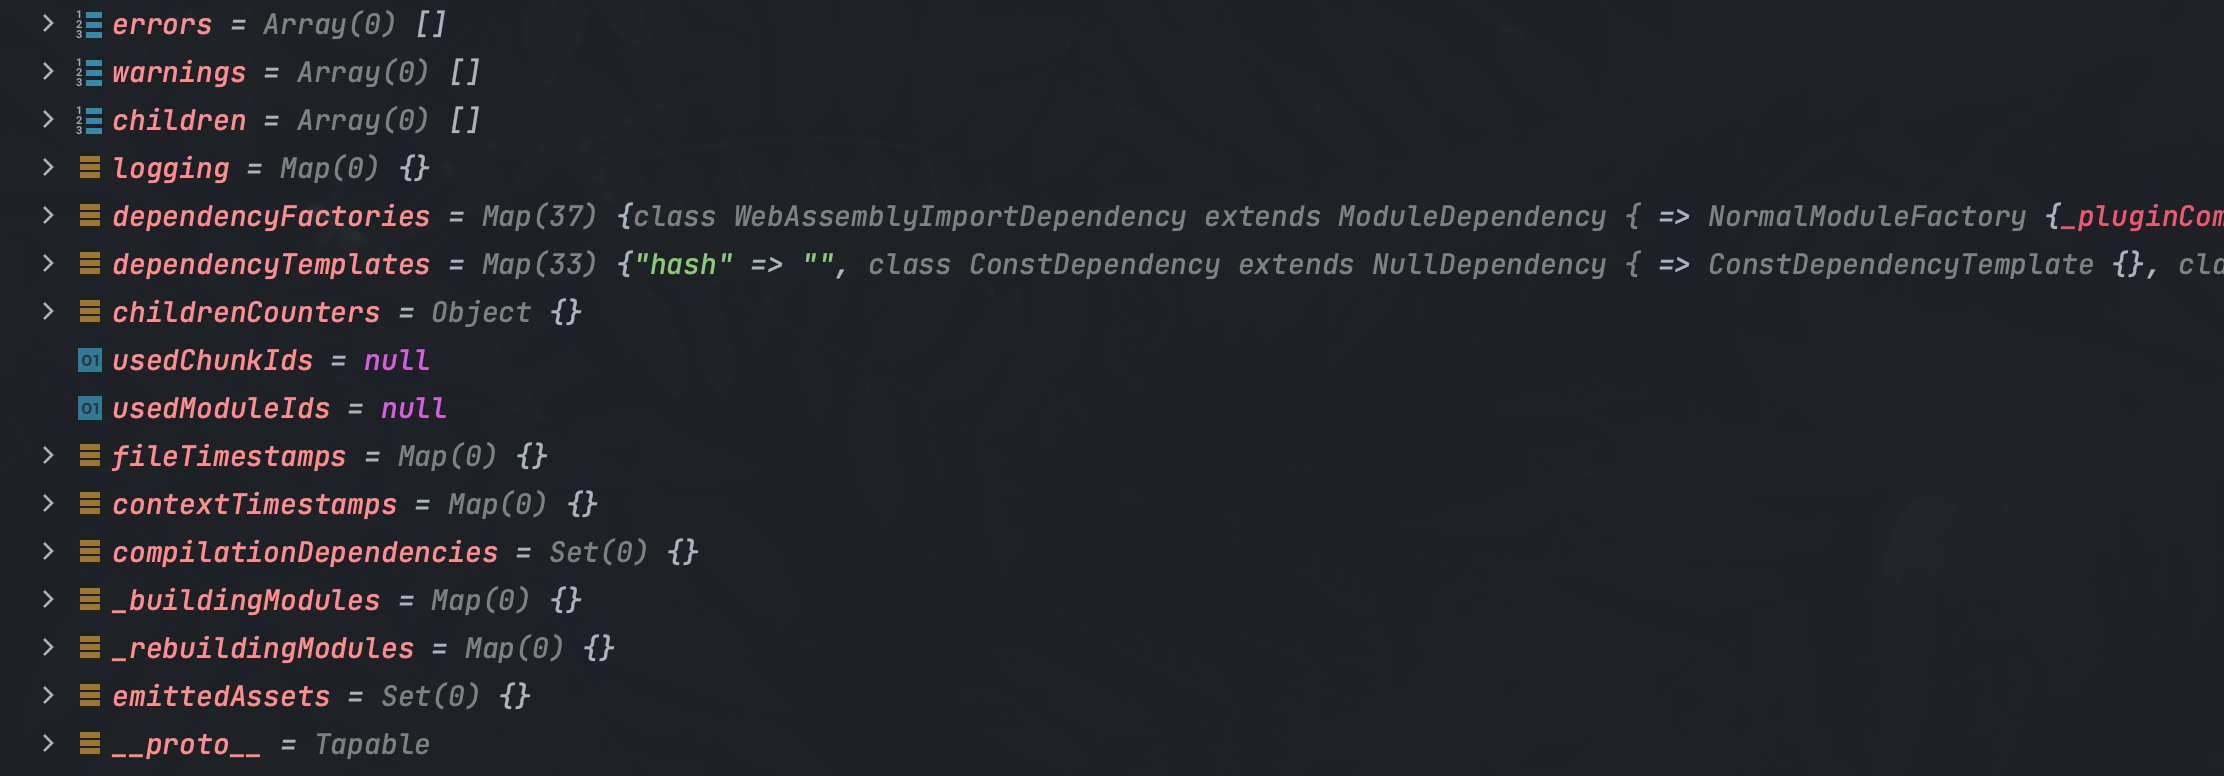 errors = Array(0) []
warnings = Array(0) []
children = Array(0) []
logging = Map(0) {}
dependencyFactories = Map(37) {class WebAssemblyImportDependency extends ModuleDependency { => NormalModuleFactory {_pluginCom
dependencyTemplates = Map(33) {"hash" => "", class ConstDependency extends NullDependency { => ConstDependencyTemplate {}, cla
childrenCounters = Object {}
usedChunkIds = null
usedModuleIds = null
fileTimestamps = Map(0) {}
contextTimestamps = Map(0) {}
compilationDependencies = Set(0) {}
_buildingModules = Map(0) {}
_rebuildingModules = Map(0) {}
emittedAssets = Set(0) {}
__proto__ = Tapable